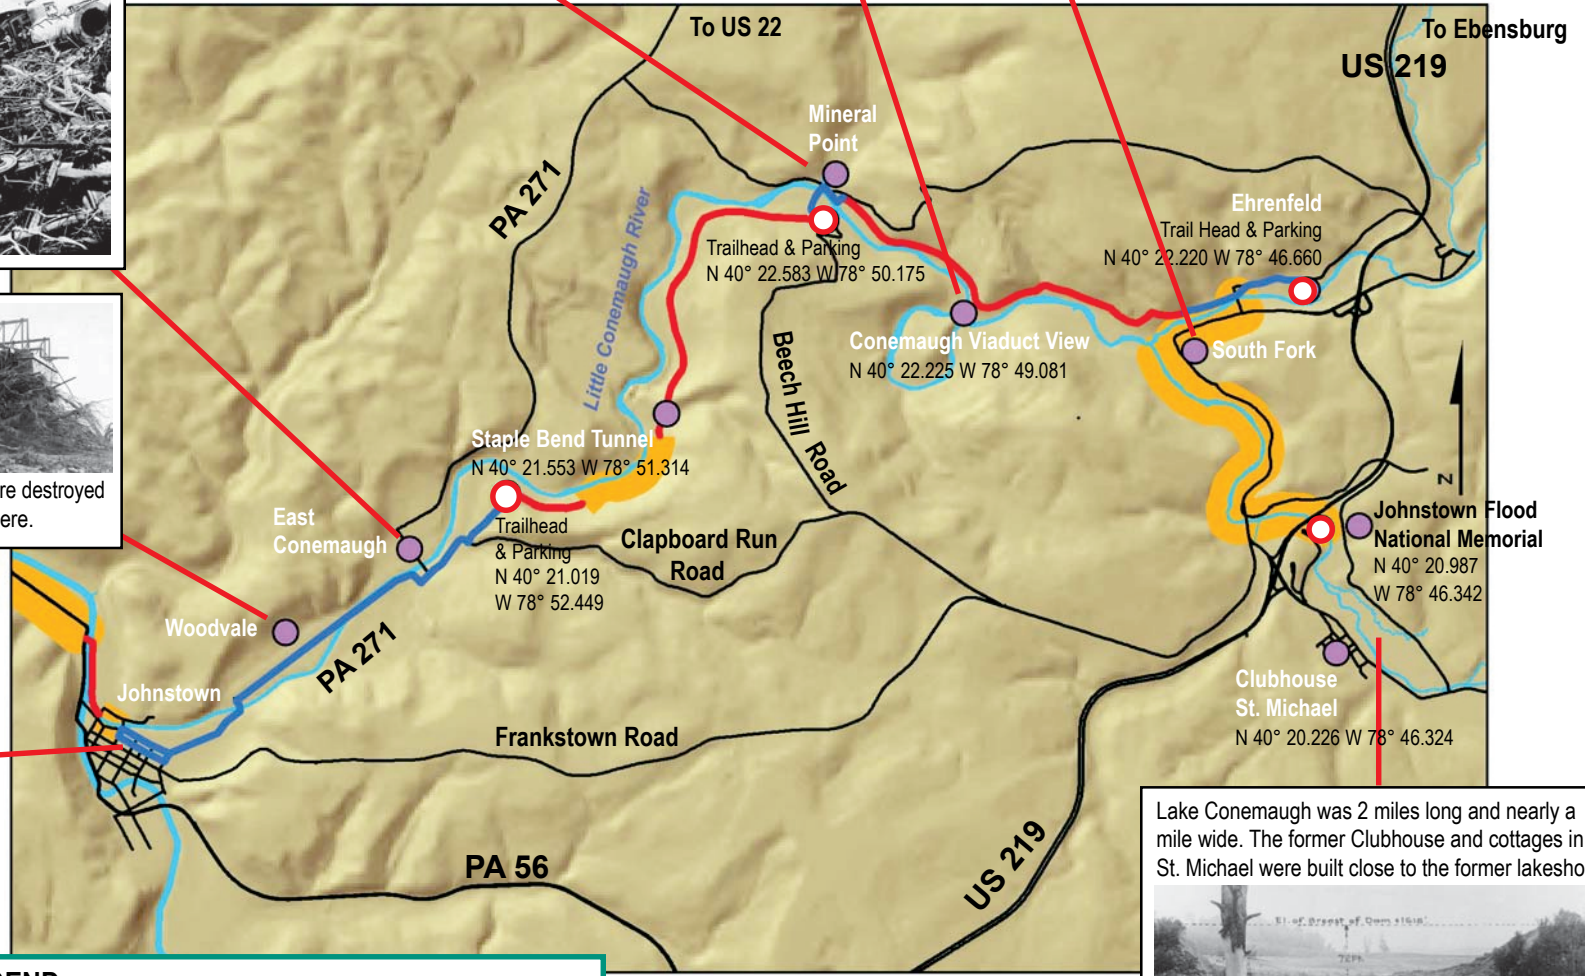 To US 22
To Ebensburg
US 219
Mineral
Point
PA 271
Ehrenfeld
Trail Head & Parking
N 40° 22.220 W 78° 46.660
Little Conemaugh River
Trailhead & Parking
N 40° 22.583 W 78° 50.175
Beech Hill Road
Conemaugh Viaduct View
N 40° 22.225 W 78° 49.081
South Fork
Staple Bend Tunnel
N 40° 21.553 W 78° 51.314
re destroyed
ere.
East
Conemaugh
Trailhead
& Parking
N 40° 21.019
W 78° 52.449
Clapboard Run
Road
N
Johnstown Flood
National Memorial
N 40° 20.987
W 78° 46.342
Woodvale
PA 271
Johnstown
Clubhouse
St. Michael
N 40° 20.226 W 78° 46.324
Frankstown Road
PA 56
US 219
Lake Conemaugh was 2 miles long and nearly a
mile wide. The former Clubhouse and cottages in
St. Michael were built close to the former lakesho
El. of Breast of Dam